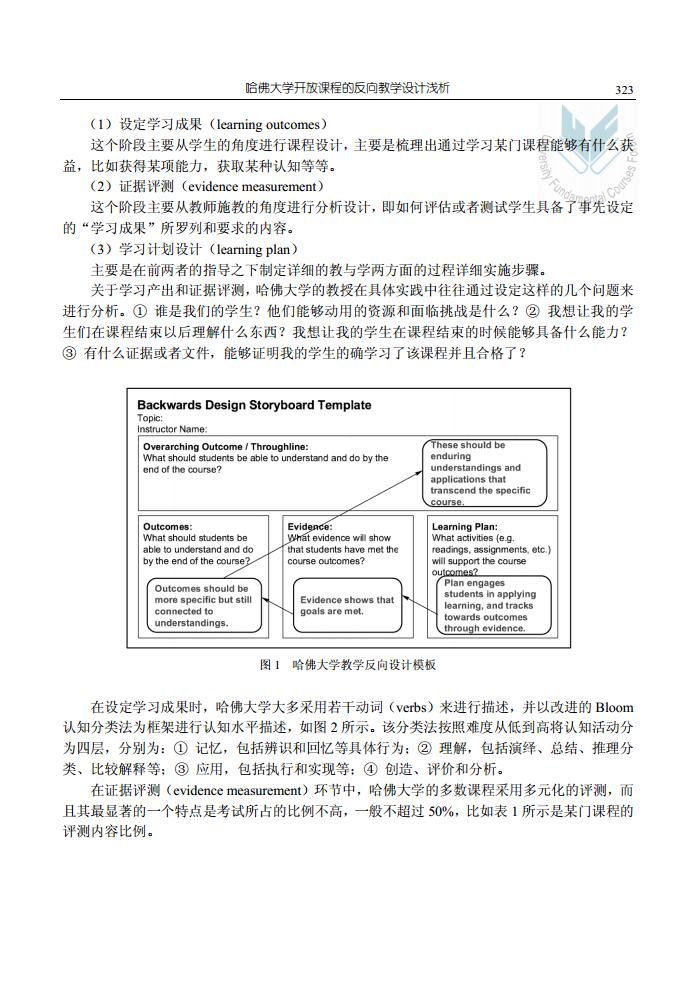 哈佛大学开放课程的反向教学设计浅析
323
University Fundamental Courses Forum
（1）设定学习成果（learning outcomes）
这个阶段主要从学生的角度进行课程设计，主要是梳理出通过学习某门课程能够有什么获
益，比如获得某项能力，获取某种认知等等。
（2）证据评测（evidence measurement）
这个阶段主要从教师施教的角度进行分析设计，即如何评估或者测试学生具备了事先设定
的“学习成果”所罗列和要求的内容。
（3）学习计划设计（learning plan）
主要是在前两者的指导之下制定详细的教与学两方面的过程详细实施步骤。
关于学习产出和证据评测，哈佛大学的教授在具体实践中往往通过设定这样的几个问题来
进行分析。① 谁是我们的学生？他们能够动用的资源和面临挑战是什么？② 我想让我的学
生们在课程结束以后理解什么东西？我想让我的学生在课程结束的时候能够具备什么能力？
③ 有什么证据或者文件，能够证明我的学生的确学习了该课程并且合格了？
Backwards Design Storyboard Template
Topic:
Instructor Name:
Overarching Outcome / Throughline:
What should students be able to understand and do by the
end of the course?
These should be
enduring
understandings and
applications that
transcend the specific
course.
Outcomes:
What should students be
able to understand and do
by the end of the course?
Outcomes should be
more specific but still
connected to
understandings.
Evidence:
What evidence will show
that students have met the
course outcomes?
Evidence shows that
goals are met.
Learning Plan:
What activities (e.g.
readings, assignments, etc.)
will support the course
outcomes?
Plan engages
students in applying
learning, and tracks
towards outcomes
through evidence.
图 1 哈佛大学教学反向设计模板
在设定学习成果时，哈佛大学大多采用若干动词（verbs）来进行描述，并以改进的 Bloom
认知分类法为框架进行认知水平描述，如图 2 所示。该分类法按照难度从低到高将认知活动分
为四层，分别为：① 记忆，包括辨识和回忆等具体行为；② 理解，包括演绎、总结、推理分
类、比较解释等；③ 应用，包括执行和实现等；④ 创造、评价和分析。
在证据评测（evidence measurement）环节中，哈佛大学的多数课程采用多元化的评测，而
且其最显著的一个特点是考试所占的比例不高，一般不超过 50%，比如表 1 所示是某门课程的
评测内容比例。